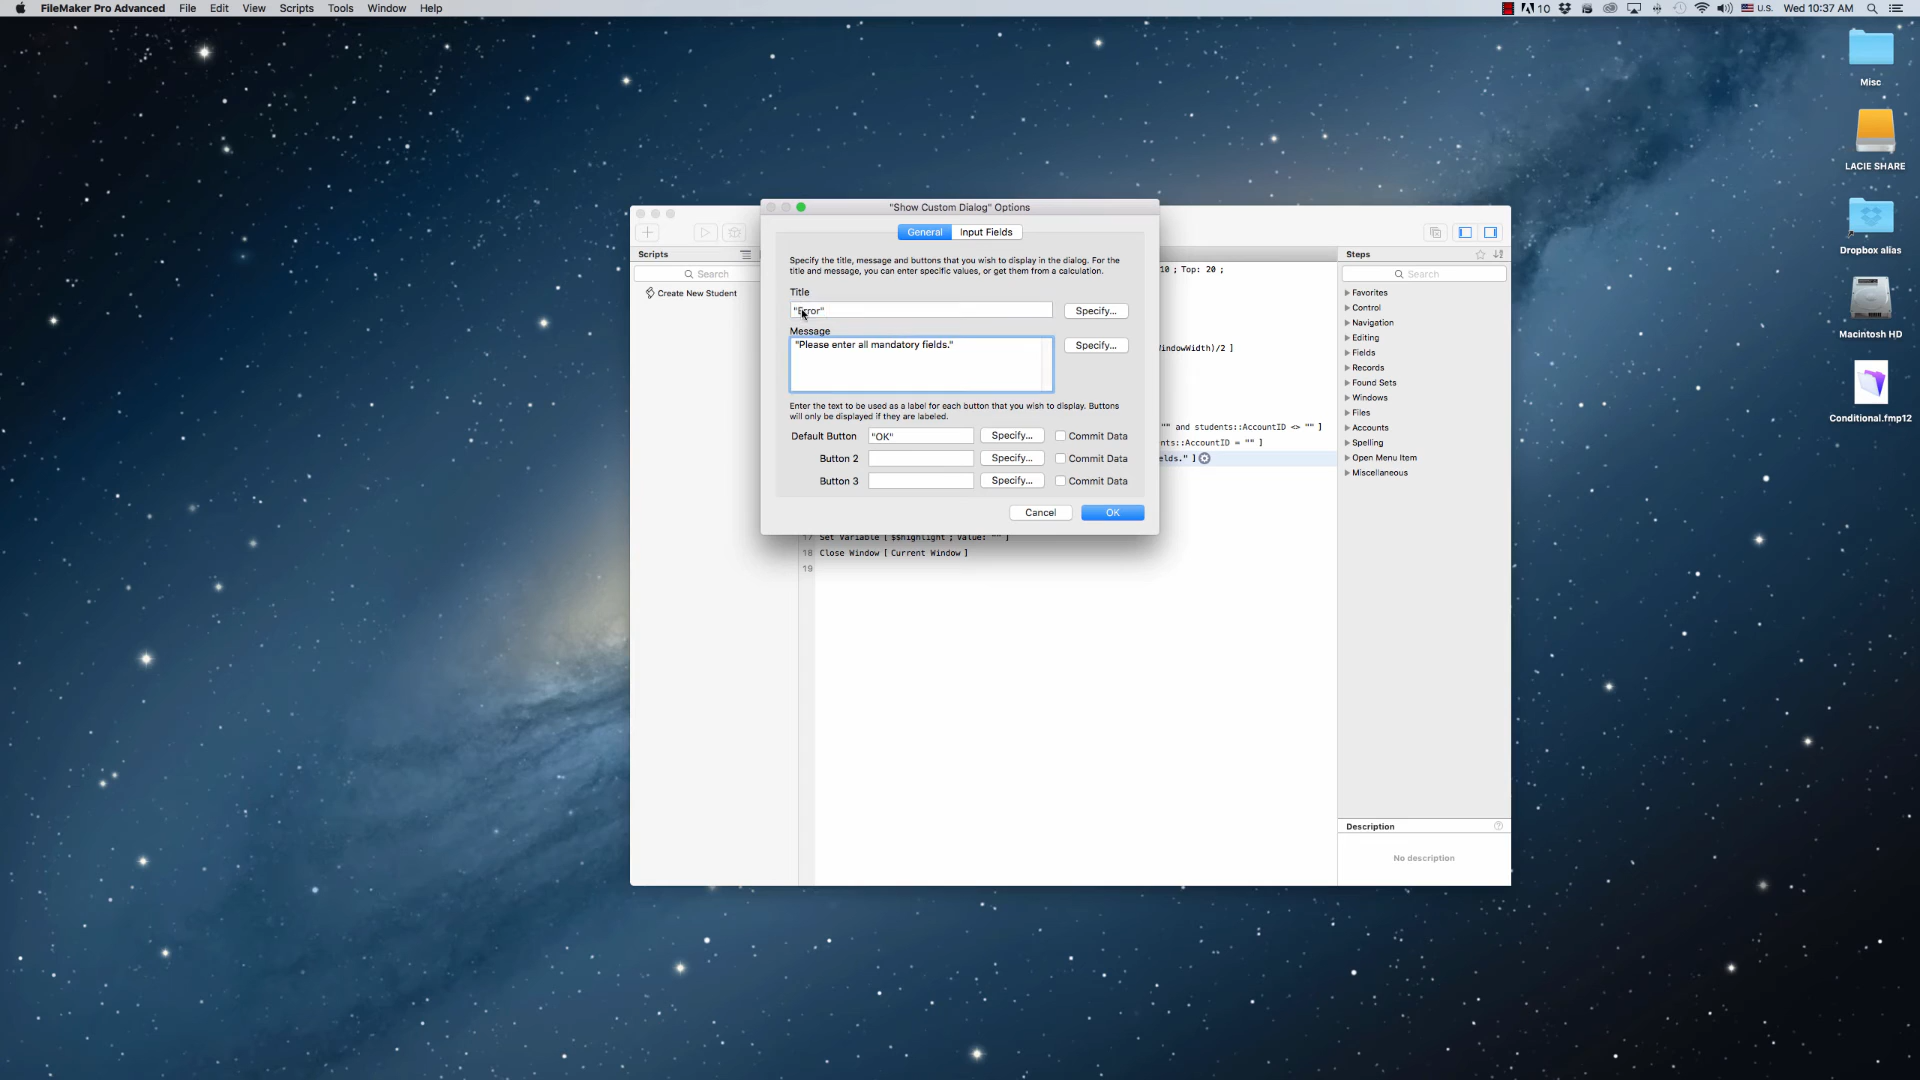 FileMaker Pro Advanced File Edit View Scripts Tools Window Help 10 U.S. Wed 10:37 AM
Misc
LACIE SHARE
Dropbox alias
Macintosh HD
Conditional.fmp12
"Show Custom Dialog" Options
General Input Fields
Specify the title, message and buttons that you wish to display in the dialog. For the
title and message, you can enter specific values, or get them from a calculation.
Title
"Error" Specify...
Message
"Please enter all mandatory fields." Specify...
Enter the text to be used as a label for each button that you wish to display. Buttons
will only be displayed if they are labeled.
Default Button "OK" Specify... Commit Data
Button 2 Specify... Commit Data
Button 3 Specify... Commit Data
Cancel OK
Scripts
Search
Create New Student
10 ; Top: 20 ;
WindowWidth)/2 ]
"" and students::AccountID <> "" ]
nts::AccountID = "" ]
elds." ]
17 Set Variable [ $$highlight ; Value: "" ]
18 Close Window [ Current Window ]
19
Steps
Search
Favorites
Control
Navigation
Editing
Fields
Records
Found Sets
Windows
Files
Accounts
Spelling
Open Menu Item
Miscellaneous
Description
No description